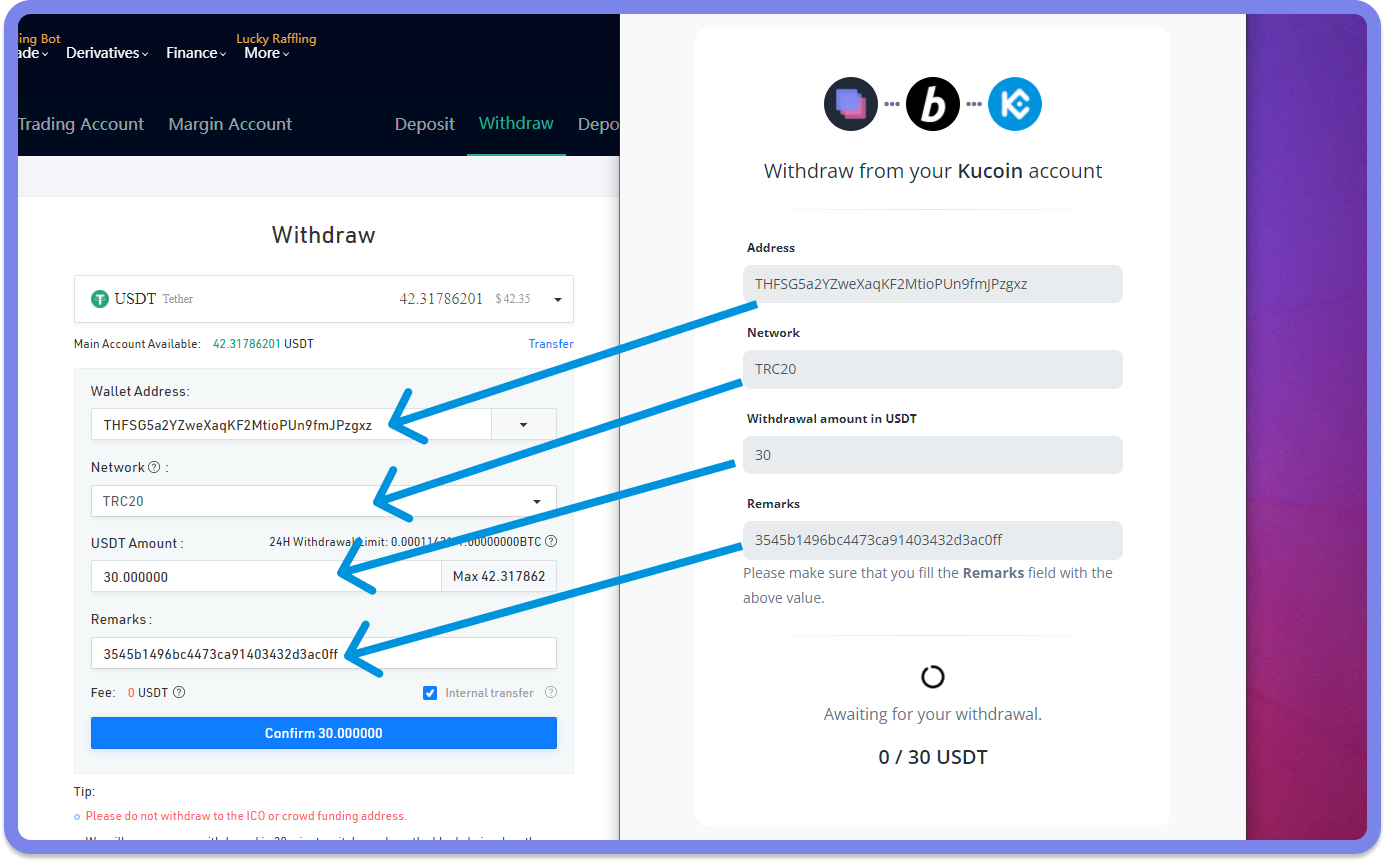 ing Bot
Lucky Raffling
ade
Derivatives
Finance
More
Trading Account
Margin Account
Deposit
Withdraw
Depo
Withdraw
USDT Tether
42.31786201 $ 42.35
Main Account Available: 42.31786201 USDT
Transfer
Wallet Address:
THFSG5a2YZweXaqKF2MtioPUn9fmJPzgxz
Network ? :
TRC20
USDT Amount :
24H Withdrawal Limit: 0.00011 .00000000BTC ?
30.000000
Max 42.317862
Remarks :
3545b1496bc4473ca91403432d3ac0ff
Fee: 0 USDT ?
Internal transfer ?
Confirm 30.000000
Tip:
Please do not withdraw to the ICO or crowd funding address.
b
KC
Withdraw from your Kucoin account
Address
THFSG5a2YZweXaqKF2MtioPUn9fmJPzgxz
Network
TRC20
Withdrawal amount in USDT
30
Remarks
3545b1496bc4473ca91403432d3ac0ff
Please make sure that you fill the Remarks field with the
above value.
Awaiting for your withdrawal.
0 / 30 USDT